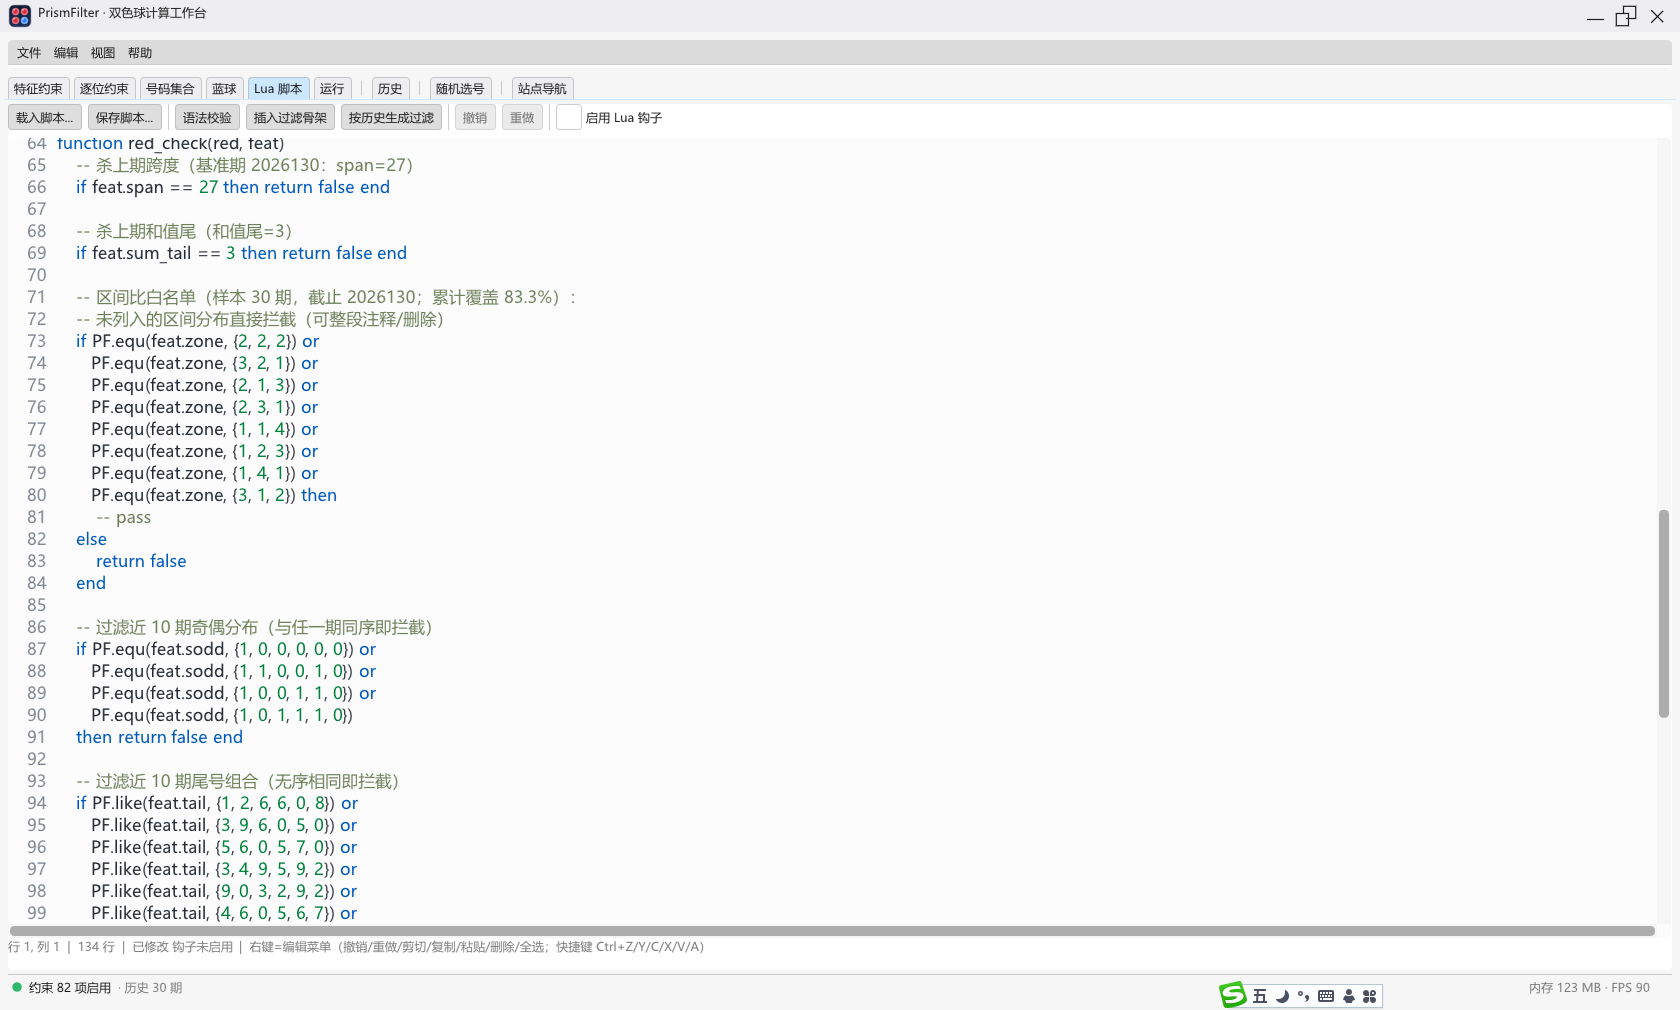 PrismFilter · 双色球计算工作台
文件 编辑 视图 帮助
特征约束 逐位约束 号码集合 蓝球 Lua 脚本 运行 历史 随机选号 站点导航
载入脚本... 保存脚本... 语法校验 插入过滤骨架 按历史生成过滤 撤销 重做 启用 Lua 钩子
64 function red_check(red, feat)
65 -- 杀上期跨度（基准期 2026130：span=27）
66 if feat.span == 27 then return false end
67
68 -- 杀上期和值尾（和值尾=3）
69 if feat.sum_tail == 3 then return false end
70
71 -- 区间比白名单（样本 30 期，截止 2026130；累计覆盖 83.3%）：
72 -- 未列入的区间分布直接拦截（可整段注释/删除）
73 if PF.equ(feat.zone, {2, 2, 2}) or
74 PF.equ(feat.zone, {3, 2, 1}) or
75 PF.equ(feat.zone, {2, 1, 3}) or
76 PF.equ(feat.zone, {2, 3, 1}) or
77 PF.equ(feat.zone, {1, 1, 4}) or
78 PF.equ(feat.zone, {1, 2, 3}) or
79 PF.equ(feat.zone, {1, 4, 1}) or
80 PF.equ(feat.zone, {3, 1, 2}) then
81 -- pass
82 else
83 return false
84 end
85
86 -- 过滤近 10 期奇偶分布（与任一期同序即拦截）
87 if PF.equ(feat.sodd, {1, 0, 0, 0, 0, 0}) or
88 PF.equ(feat.sodd, {1, 1, 0, 0, 1, 0}) or
89 PF.equ(feat.sodd, {1, 0, 0, 1, 1, 0}) or
90 PF.equ(feat.sodd, {1, 0, 1, 1, 1, 0})
91 then return false end
92
93 -- 过滤近 10 期尾号组合（无序相同即拦截）
94 if PF.like(feat.tail, {1, 2, 6, 6, 0, 8}) or
95 PF.like(feat.tail, {3, 9, 6, 0, 5, 0}) or
96 PF.like(feat.tail, {5, 6, 0, 5, 7, 0}) or
97 PF.like(feat.tail, {3, 4, 9, 5, 9, 2}) or
98 PF.like(feat.tail, {9, 0, 3, 2, 9, 2}) or
99 PF.like(feat.tail, {4, 6, 0, 5, 6, 7}) or
行 1, 列 1 | 134 行 | 已修改 钩子未启用 | 右键=编辑菜单（撤销/重做/剪切/复制/粘贴/删除/全选；快捷键 Ctrl+Z/Y/C/X/V/A）
约束 82 项启用 · 历史 30 期
五
内存 123 MB · FPS 90